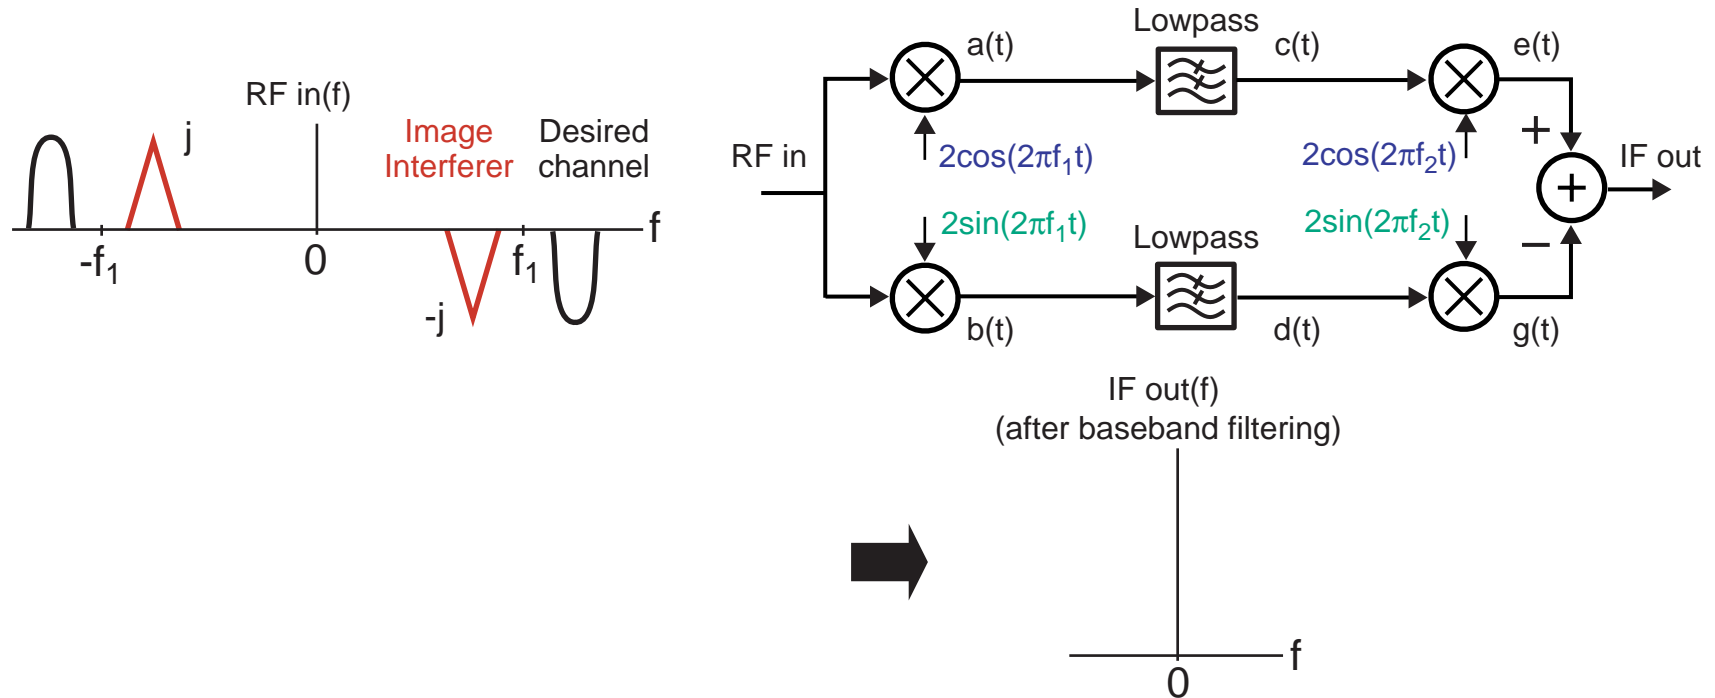 RF in(f)
j
Image
Interferer
Desired
channel
-f₁
0
f₁
f
-j
RF in
a(t)
Lowpass
c(t)
e(t)
2cos(2πf₁t)
2cos(2πf₂t)
+
IF out
+
2sin(2πf₁t)
2sin(2πf₂t)
Lowpass
−
b(t)
d(t)
g(t)
IF out(f)
(after baseband filtering)
f
0